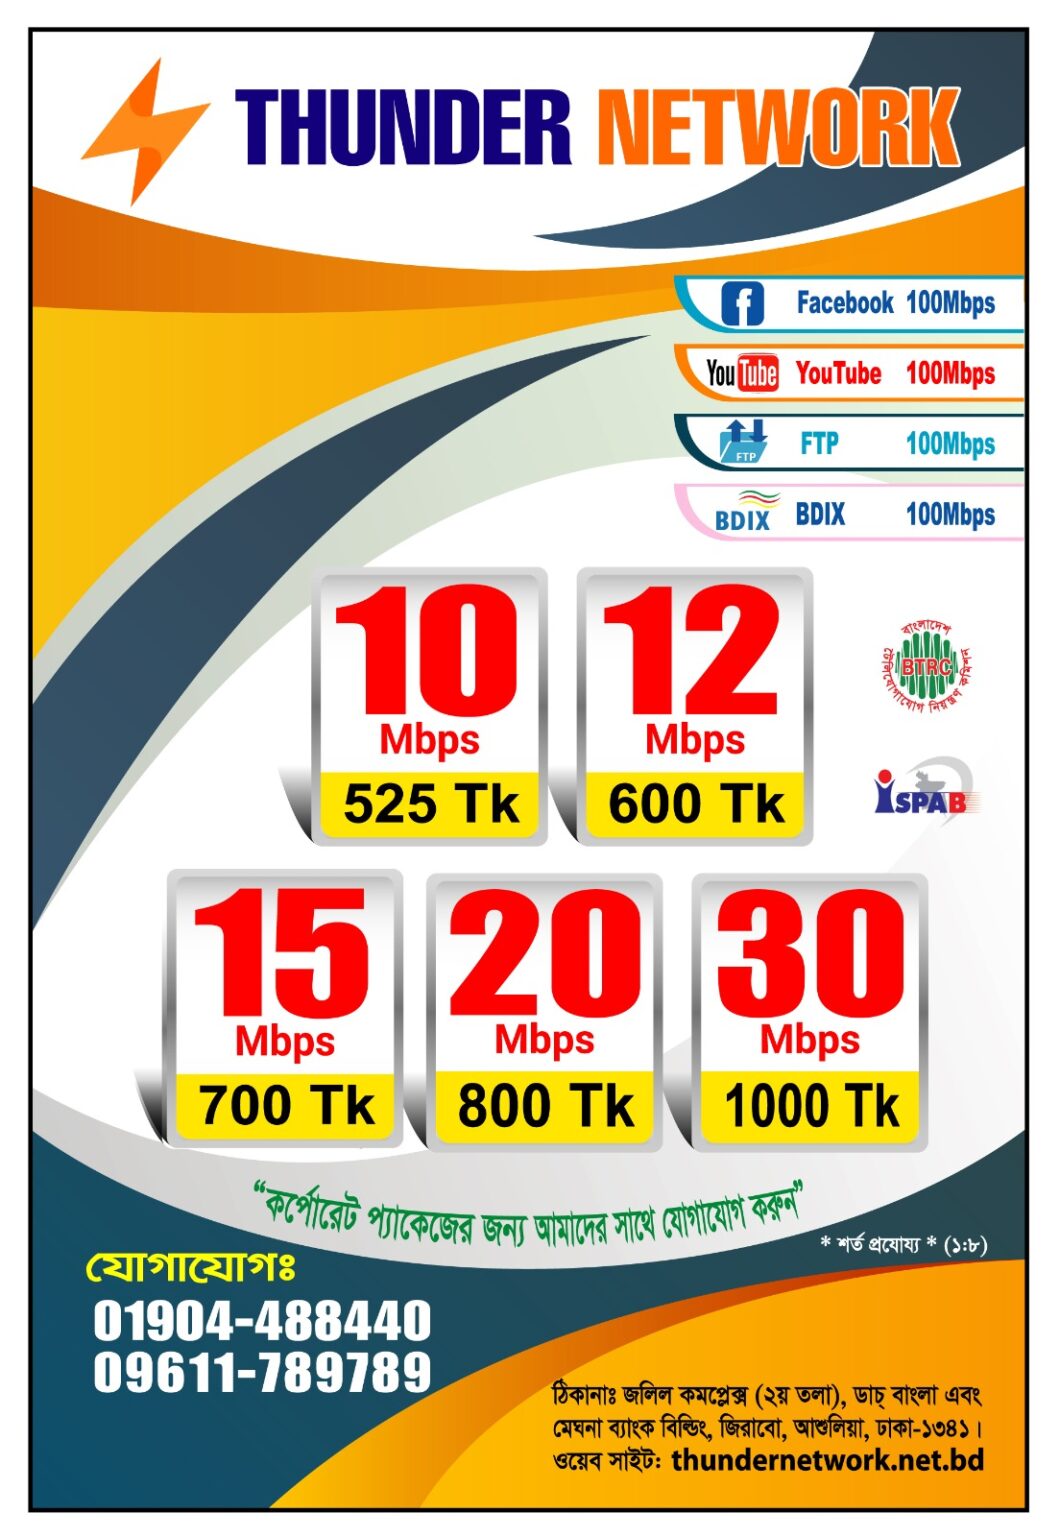 THUNDER NETWORK
Facebook 100Mbps
You Tube YouTube 100Mbps
FTP FTP 100Mbps
BDIX BDIX 100Mbps
10 12
Mbps Mbps
525 Tk 600 Tk
বাংলাদেশ
টেলিযোগাযোগ নিয়ন্ত্রণ কমিশন
BTRC
ISPAB
15 20 30
Mbps Mbps Mbps
700 Tk 800 Tk 1000 Tk
“কর্পোরেট প্যাকেজের জন্য আমাদের সাথে যোগাযোগ করুন”
* শর্ত প্রযোয্য * (১:৮)
যোগাযোগঃ
01904-488440
09611-789789
ঠিকানাঃ জলিল কমপ্লেক্স (২য় তলা), ডাচ্ বাংলা এবং
মেঘনা ব্যাংক বিল্ডিং, জিরাবো, আশুলিয়া, ঢাকা-১৩৪১।
ওয়েব সাইট: thundernetwork.net.bd